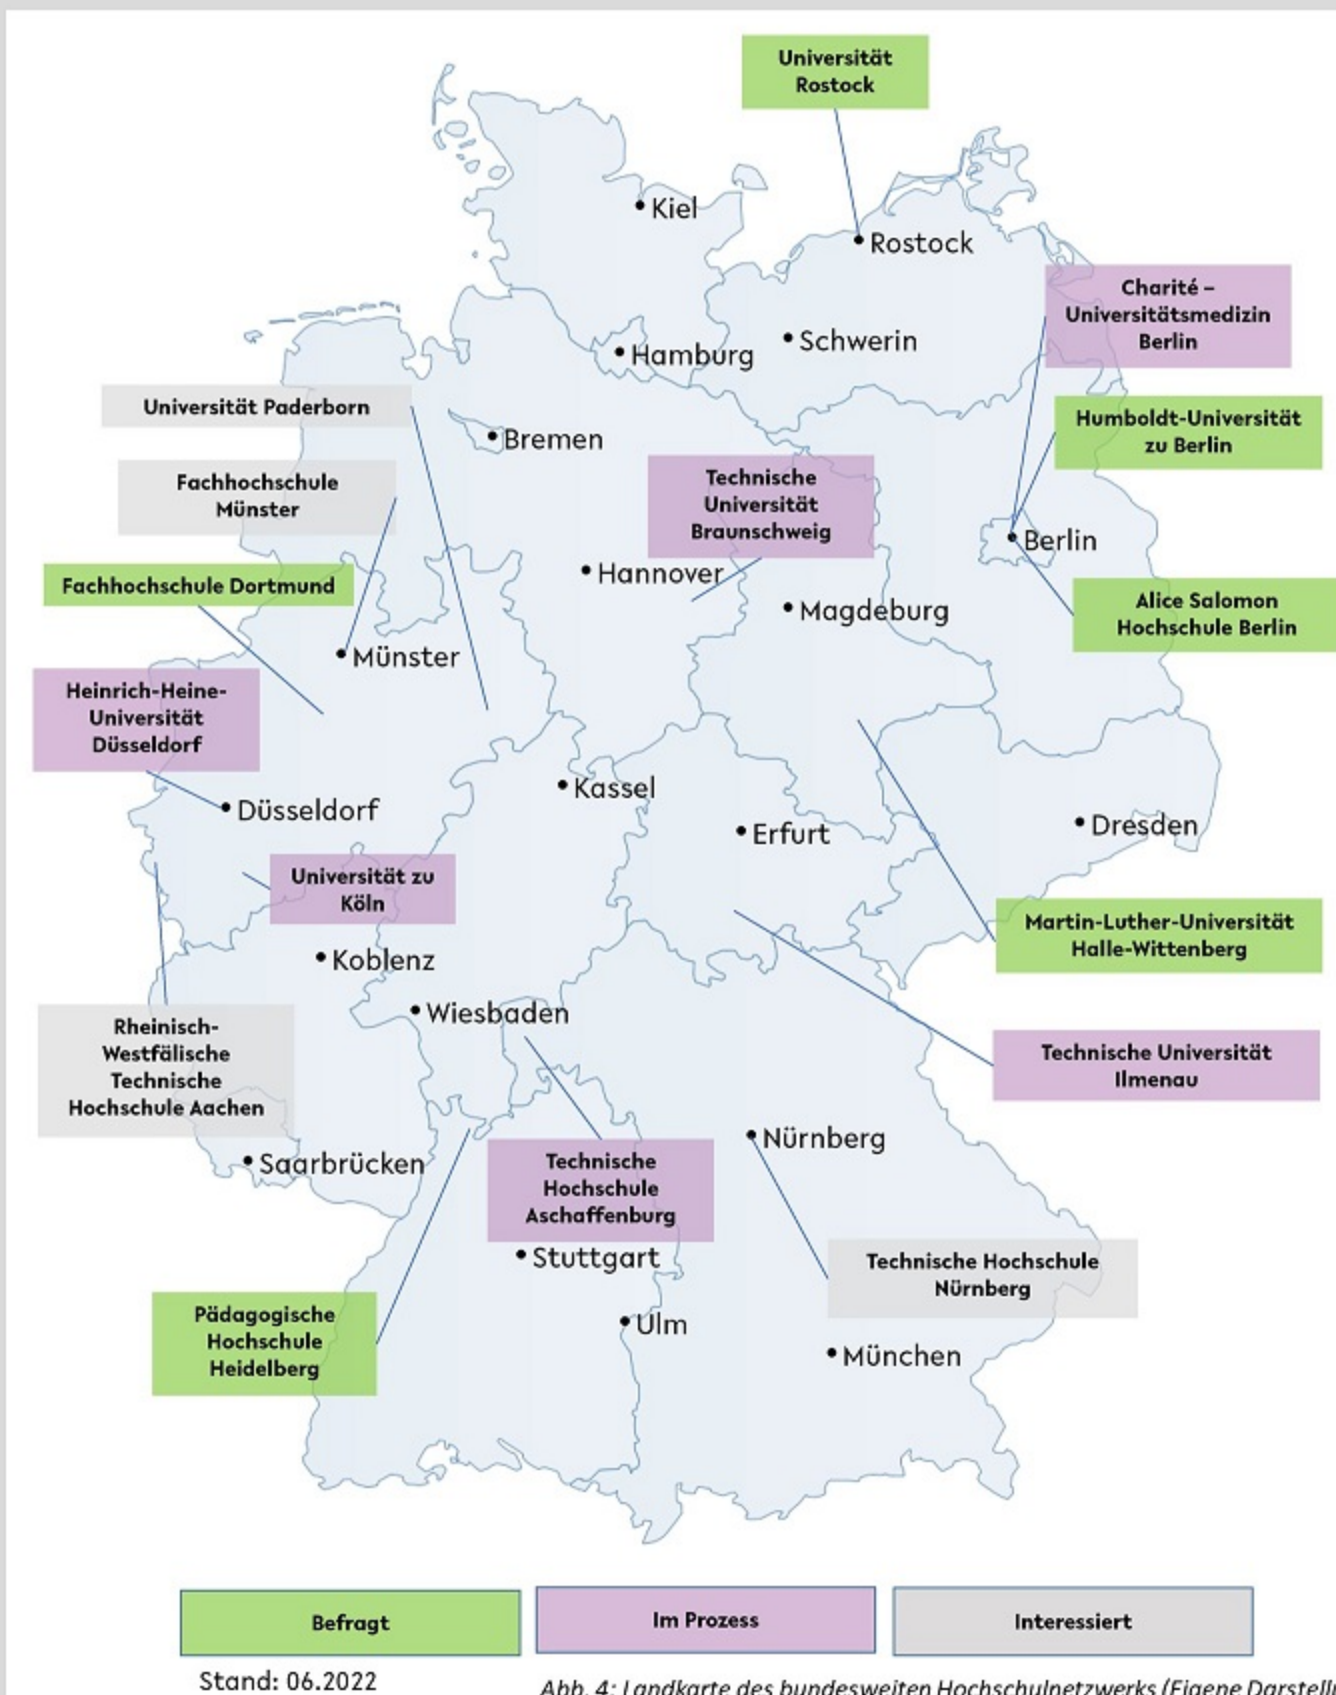 Universität
Rostock
Kiel
Rostock
Charité –
Universitätsmedizin
Berlin
Schwerin
Hamburg
Universität Paderborn
Bremen
Humboldt-Universität
zu Berlin
Fachhochschule
Münster
Technische
Universität
Braunschweig
Berlin
Hannover
Fachhochschule Dortmund
Magdeburg
Alice Salomon
Hochschule Berlin
Münster
Heinrich-Heine-
Universität
Düsseldorf
Kassel
Düsseldorf
Erfurt
Dresden
Universität zu
Köln
Martin-Luther-Universität
Halle-Wittenberg
Koblenz
Wiesbaden
Rheinisch-
Westfälische
Technische
Hochschule Aachen
Technische Universität
Ilmenau
Nürnberg
Saarbrücken
Technische
Hochschule
Aschaffenburg
Stuttgart
Technische Hochschule
Nürnberg
Pädagogische
Hochschule
Heidelberg
Ulm
München
Befragt
Im Prozess
Interessiert
Stand: 06.2022
Abb. 4: Landkarte des bundesweiten Hochschulnetzwerks (Eigene Darstell